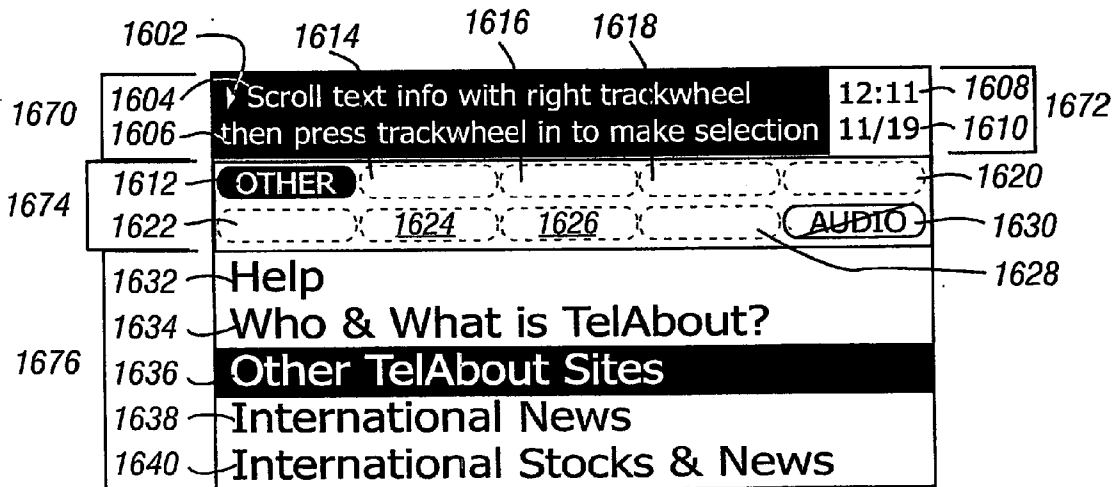 1602 1614 1616 1618
1670 1604 Scroll text info with right trackwheel 12:11 1608 1672
1606 then press trackwheel in to make selection 11/19 1610
1674 1612 OTHER 1620
1622 1624 1626 AUDIO 1630
1628
1632 Help
1634 Who & What is TelAbout?
1676 1636 Other TelAbout Sites
1638 International News
1640 International Stocks & News